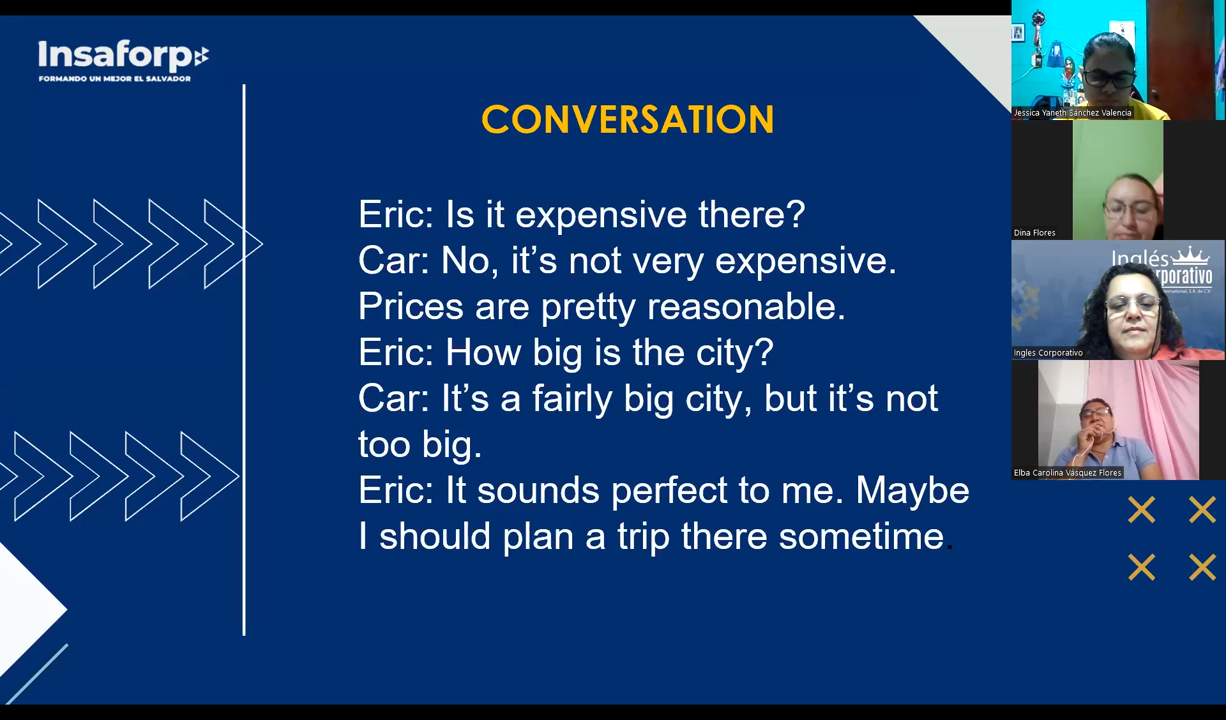 Insaforp
FORMANDO UN MEJOR EL SALVADOR
CONVERSATION
Eric: Is it expensive there?
Car: No, it’s not very expensive.
Prices are pretty reasonable.
Eric: How big is the city?
Car: It’s a fairly big city, but it’s not
too big.
Eric: It sounds perfect to me. Maybe
I should plan a trip there sometime.
Jessica Yaneth Sánchez Valencia
Dina Flores
Inglés
Ingles Corporativo
Elba Carolina Vásquez Flores